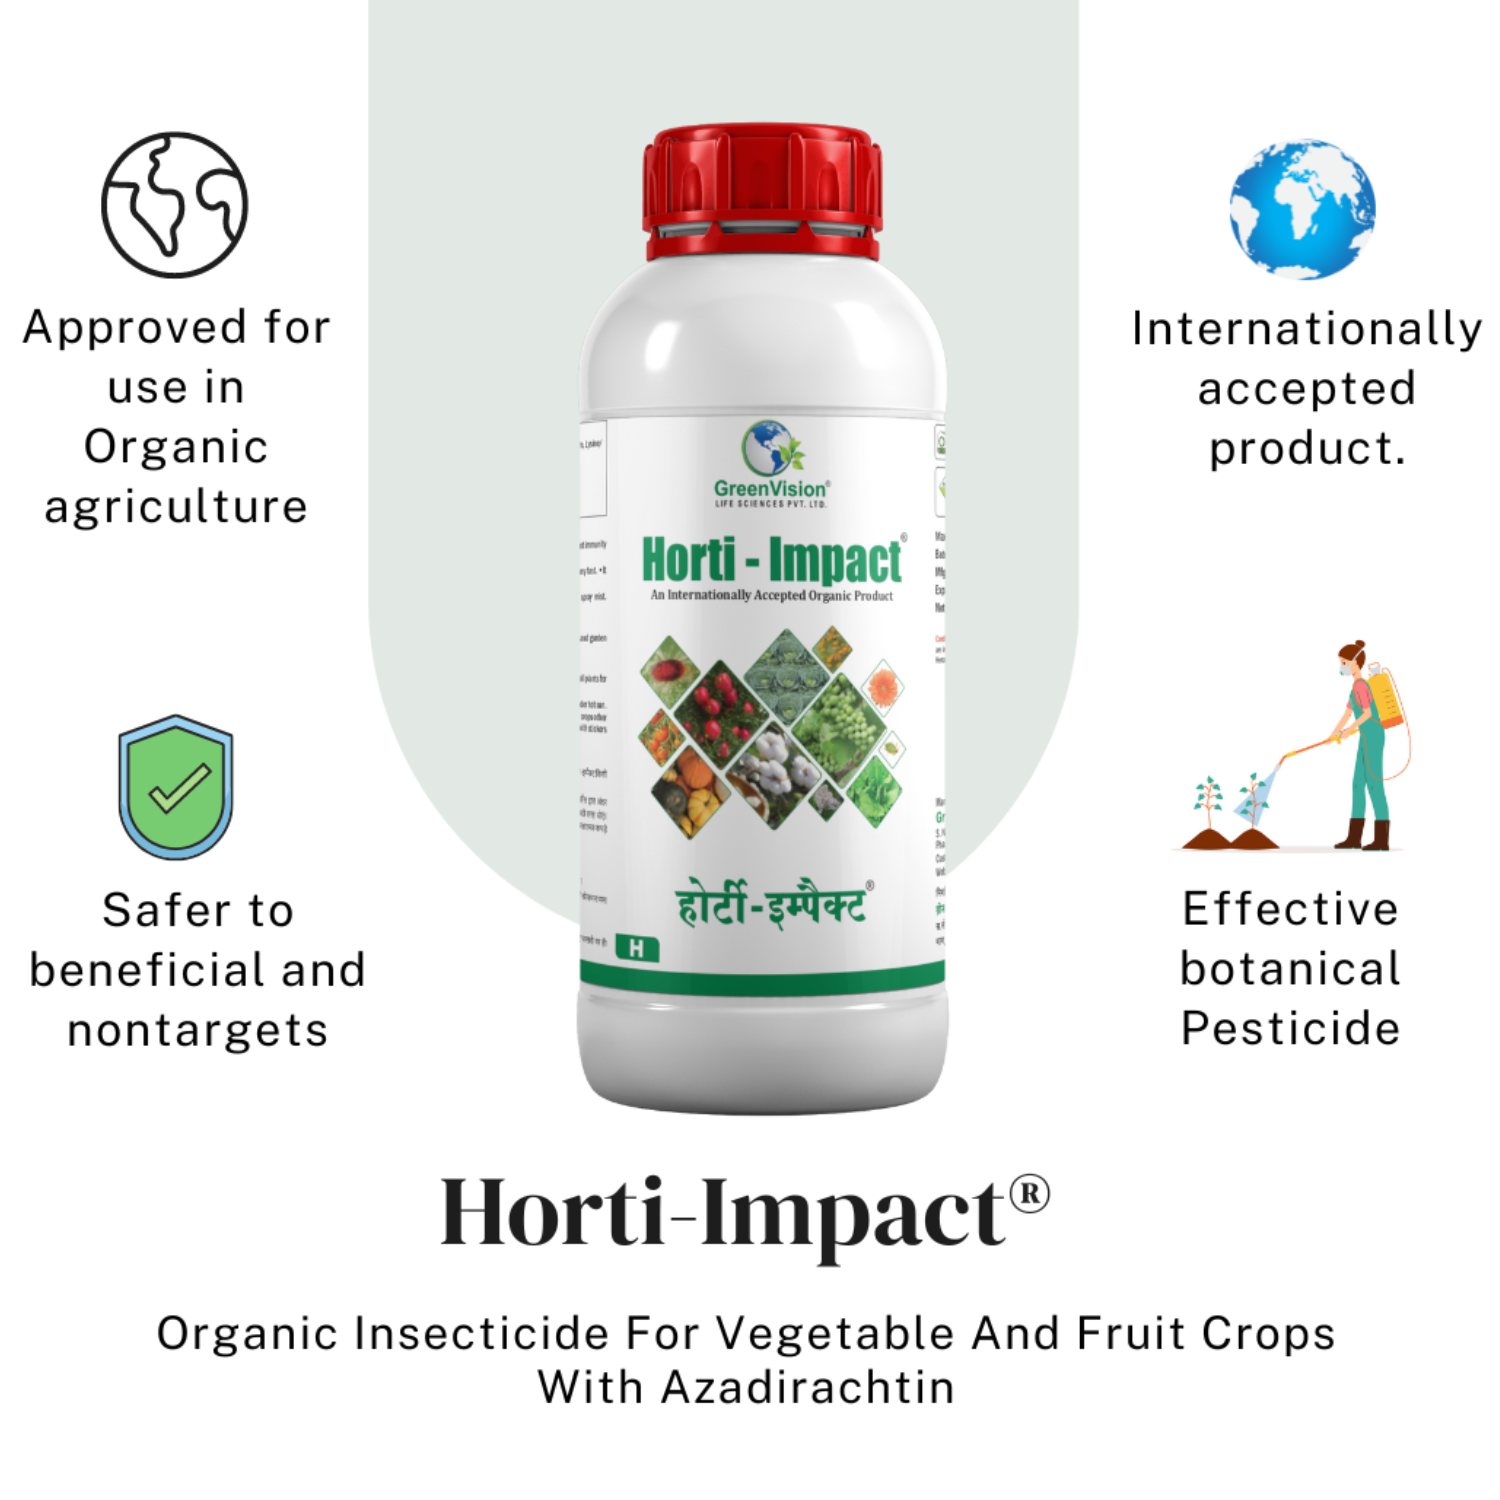 Approved for
use in
Organic
agriculture
Internationally
accepted
product.
GreenVision®
LIFE SCIENCES PVT. LTD.
Horti - Impact®
An Internationally Accepted Organic Product
होर्टी-इम्पैक्ट®
H
Safer to
beneficial and
nontargets
Effective
botanical
Pesticide
Horti-Impact®
Organic Insecticide For Vegetable And Fruit Crops
With Azadirachtin